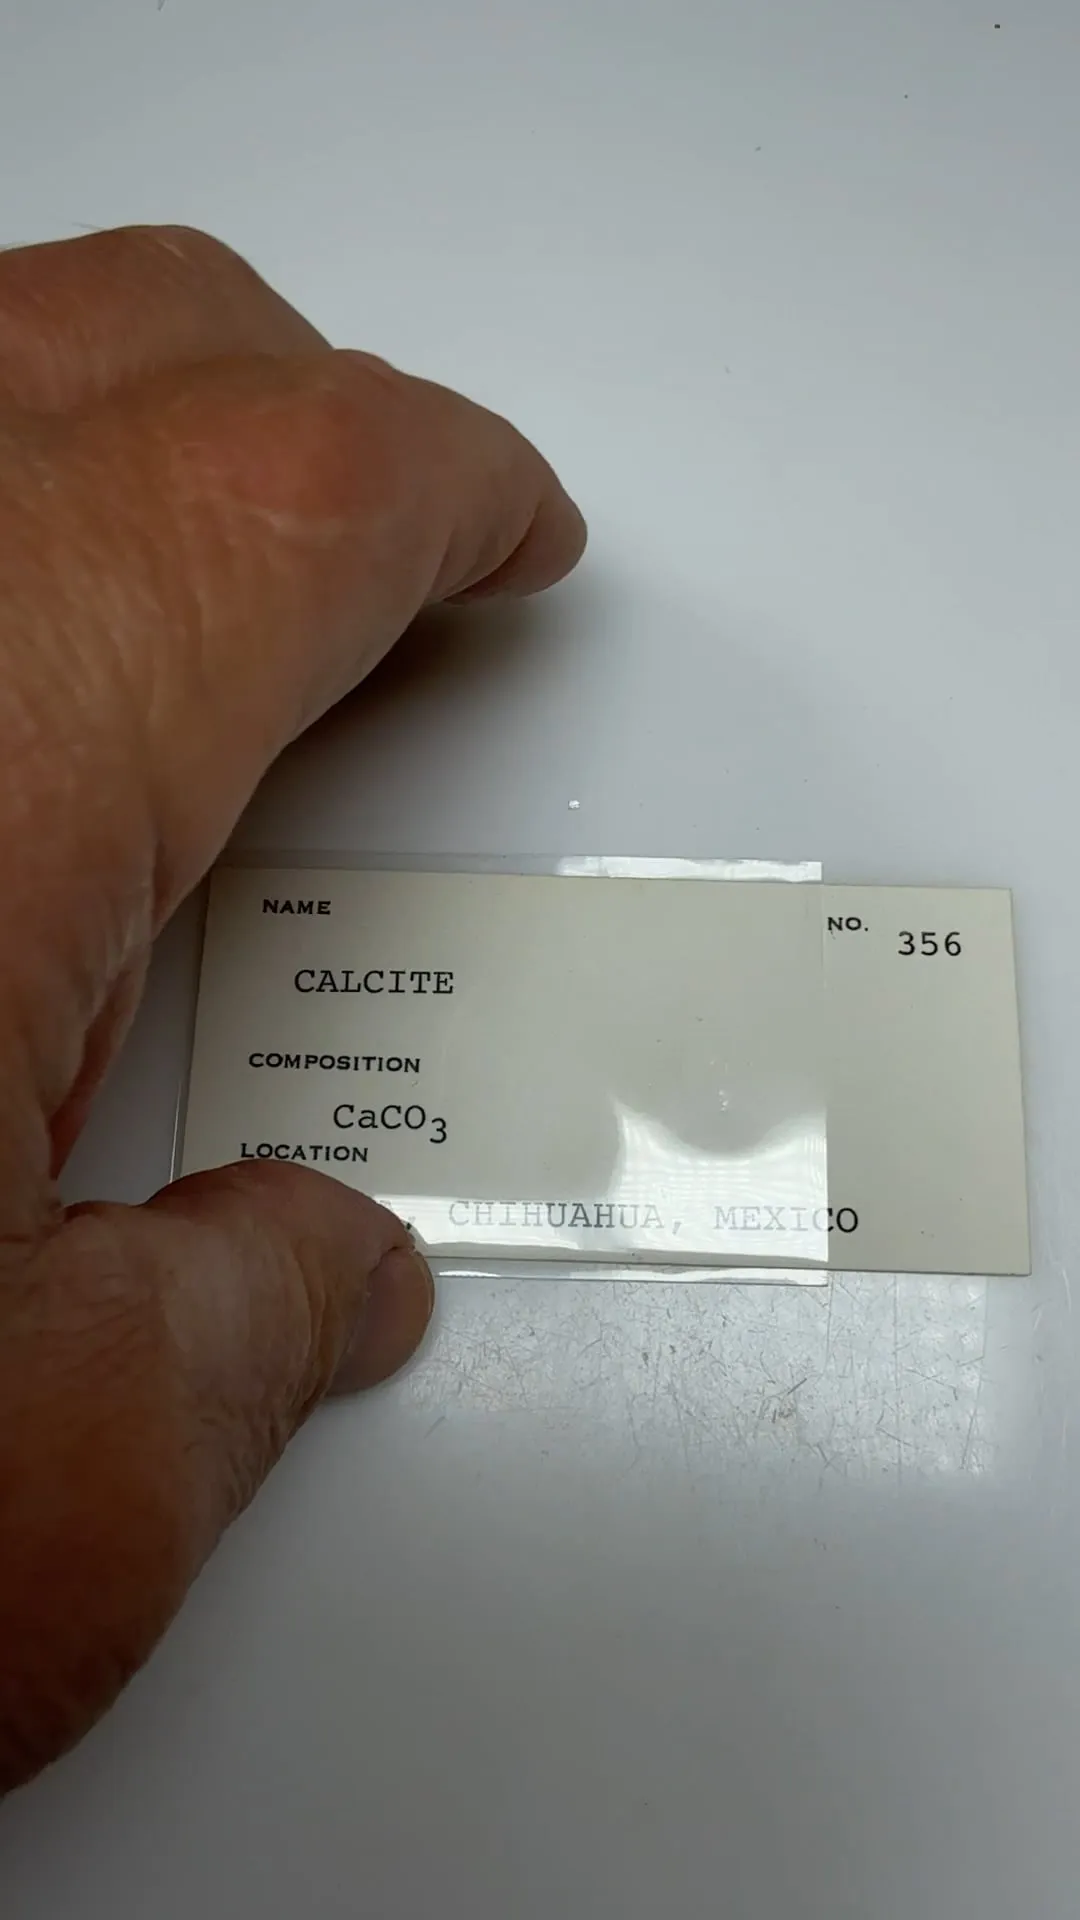 NAME
NO. 356
CALCITE
COMPOSITION
CaCO3
LOCATION
, CHIHUAHUA, MEXICO